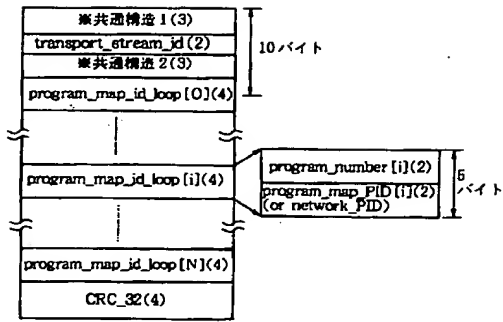 ※共通構造1(3)
transport_stream_id(2)
※共通構造2(3)
program_map_id_loop[0](4)
10バイト
program_map_id_loop[i](4)
program_number[i](2)
program_map_PID[i](2)
(or network_PID)
5
バイト
program_map_id_loop[N](4)
CRC_32(4)